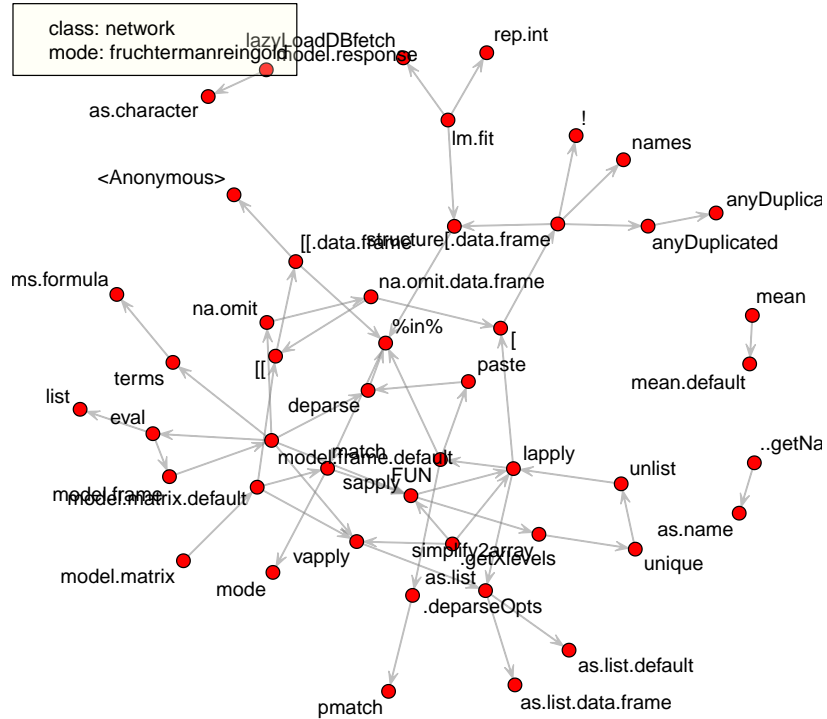 class: network
mode: fruchtermanreingold
lazyLoadDBfetch
model.response
rep.int
as.character
lm.fit
!
names
<Anonymous>
anyDuplica
[[.data.frame
structure
[.data.frame
anyDuplicated
ms.formula
na.omit
na.omit.data.frame
mean
%in%
[
terms
[[
paste
mean.default
list
eval
deparse
match
model.frame.default
lapply
..getNa
model.frame
model.matrix.default
sapply
FUN
unlist
as.name
vapply
simplify2array
.getXlevels
unique
model.matrix
mode
as.list
.deparseOpts
as.list.default
pmatch
as.list.data.frame